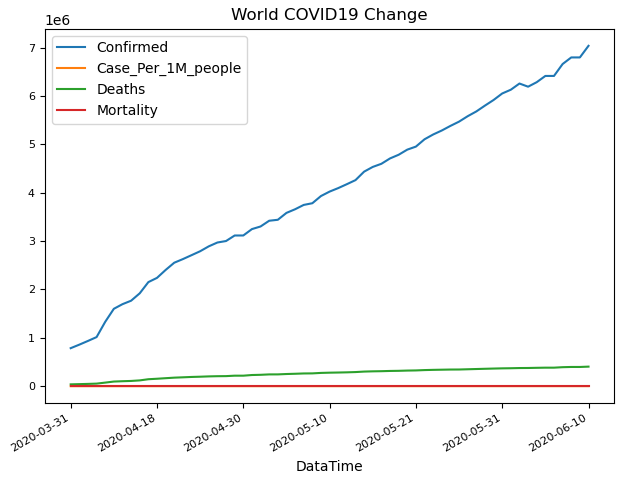 World COVID19 Change
1e6
Confirmed
Case_Per_1M_people
Deaths
Mortality
7
6
5
4
3
2
1
0
2020-03-31
2020-04-18
2020-04-30
2020-05-10
2020-05-21
2020-05-31
2020-06-10
DataTime